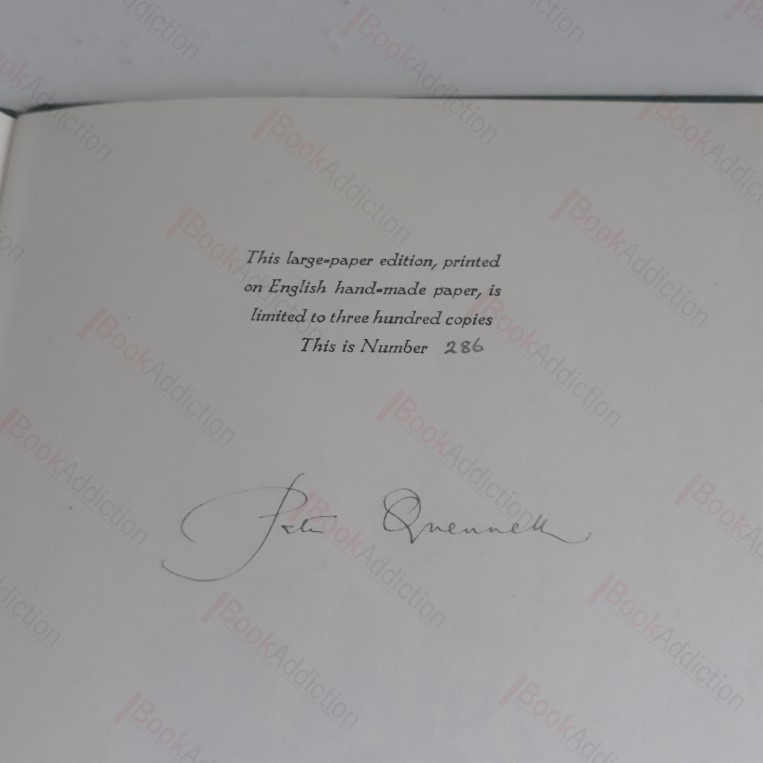 This large-paper edition, printed
on English hand-made paper, is
limited to three hundred copies
This is Number 286
Peter Quennell
BookAddiction